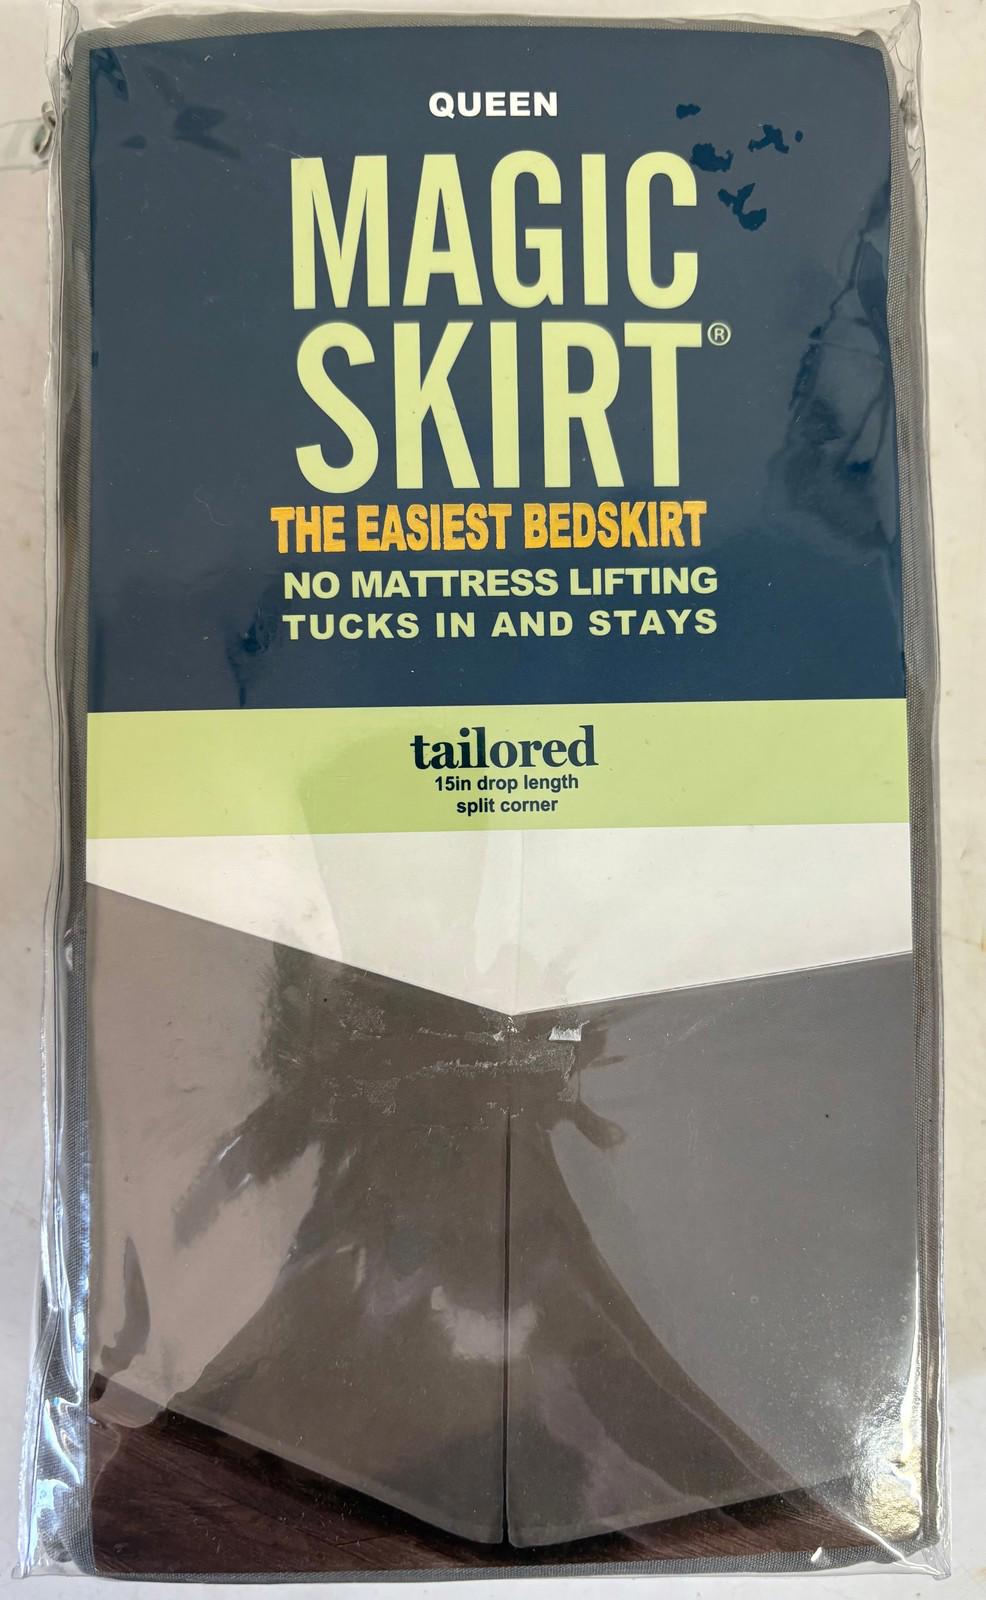 QUEEN
MAGIC
SKIRT®
THE EASIEST BEDSKIRT
NO MATTRESS LIFTING
TUCKS IN AND STAYS
tailored
15in drop length
split corner